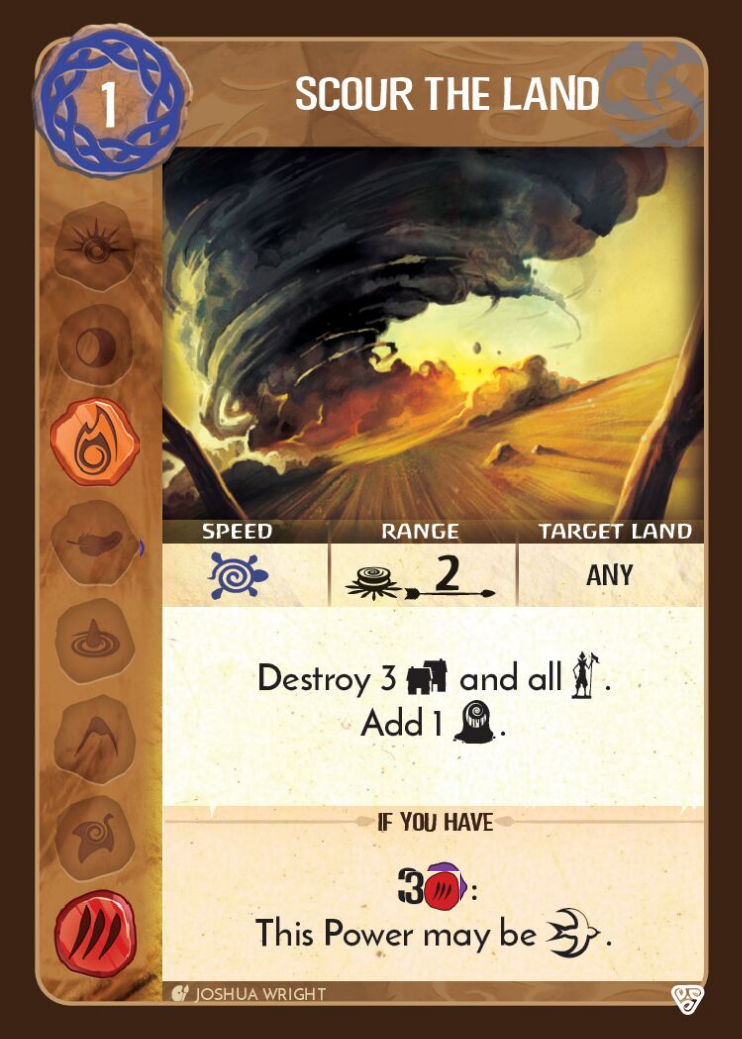 1
SCOUR THE LAND
SPEED RANGE TARGET LAND
2 ANY
Destroy 3 and all .
Add 1 .
IF YOU HAVE
3 :
This Power may be .
JOSHUA WRIGHT